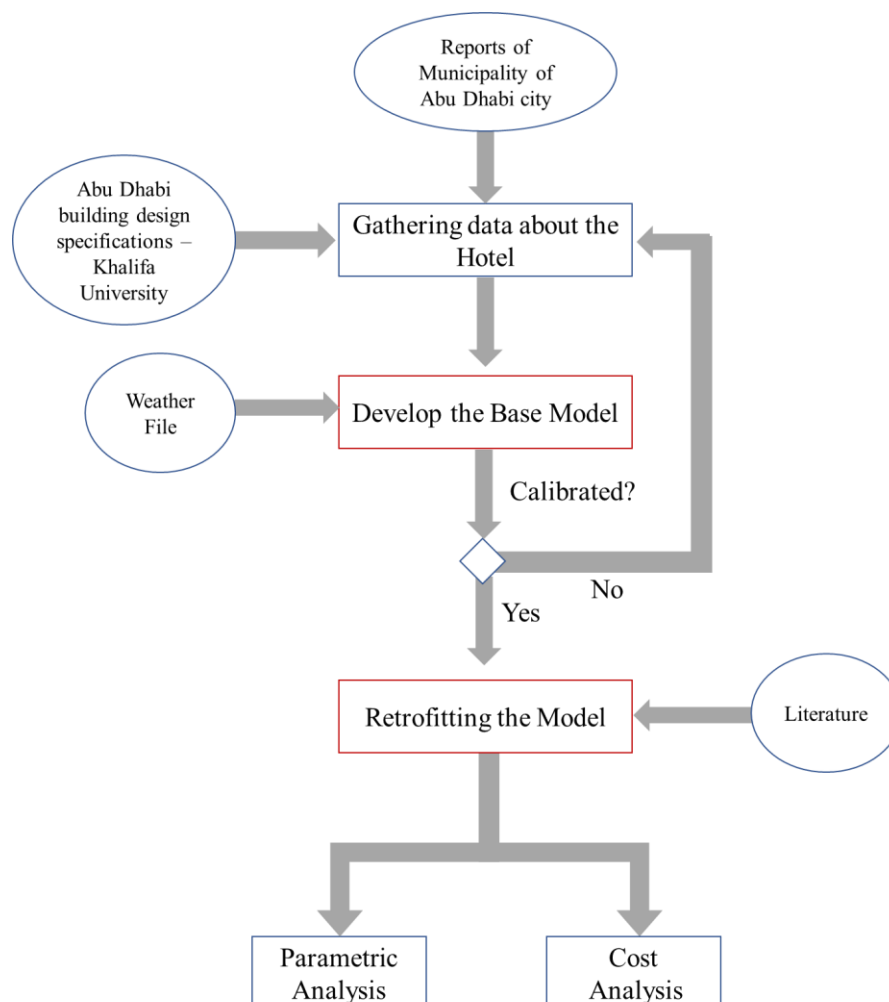 Reports of
Municipality of
Abu Dhabi city
Abu Dhabi
building design
specifications –
Khalifa
University
Gathering data about the
Hotel
Weather
File
Develop the Base Model
Calibrated?
No
Yes
Retrofitting the Model
Literature
Parametric
Analysis
Cost
Analysis